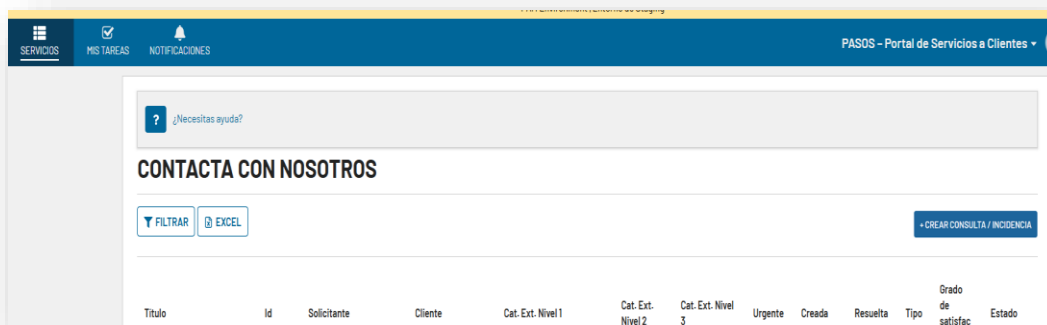 SERVICIOS
MIS TAREAS
NOTIFICACIONES
PASOS - Portal de Servicios a Clientes
?
¿Necesitas ayuda?
CONTACTA CON NOSOTROS
FILTRAR
EXCEL
+ CREAR CONSULTA / INCIDENCIA
Título
Id
Solicitante
Cliente
Cat. Ext. Nivel 1
Cat. Ext.
Nivel 2
Cat. Ext. Nivel
3
Urgente
Creada
Resuelta
Tipo
Grado
de
satisfac
Estado